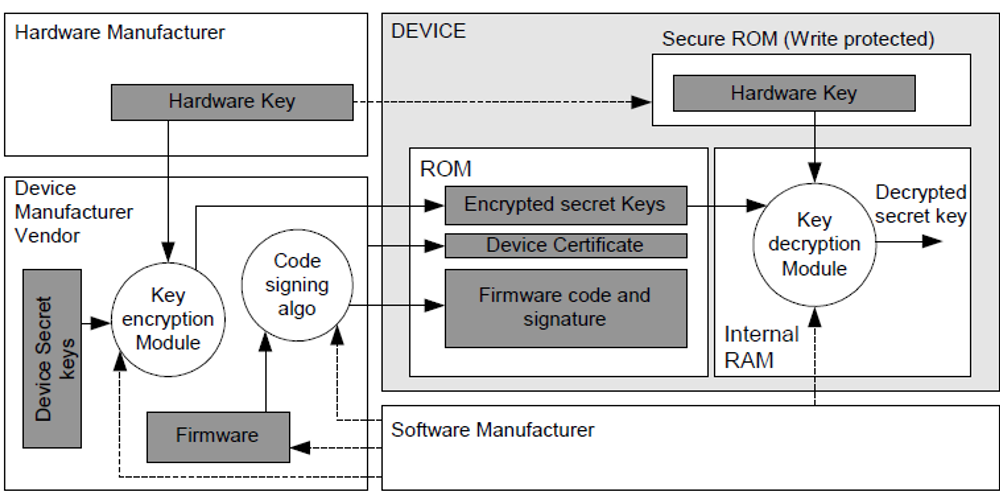 Hardware Manufacturer
Hardware Key
DEVICE
Secure ROM (Write protected)
Hardware Key
Device
Manufacturer
Vendor
Device Secret
keys
Key
encryption
Module
Code
signing
algo
Firmware
ROM
Encrypted secret Keys
Device Certificate
Firmware code and
signature
Key
decryption
Module
Decrypted
secret key
Internal
RAM
Software Manufacturer